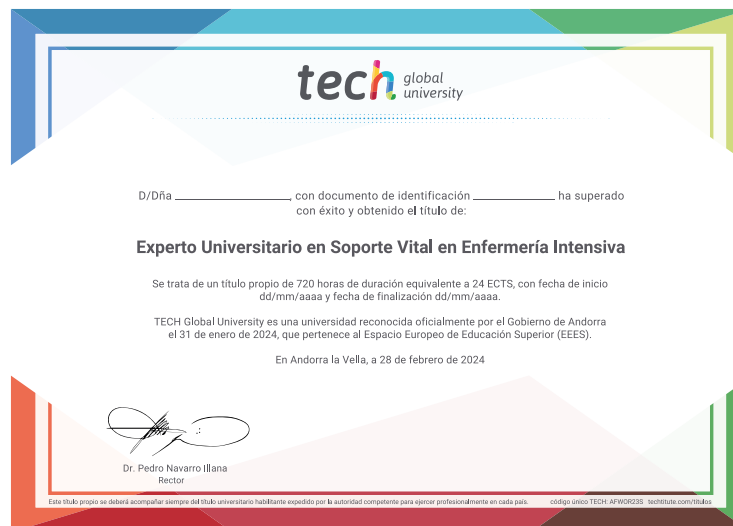 tech global university
D/Dña ____________________, con documento de identificación ______________ ha superado
con éxito y obtenido el título de:
Experto Universitario en Soporte Vital en Enfermería Intensiva
Se trata de un título propio de 720 horas de duración equivalente a 24 ECTS, con fecha de inicio
dd/mm/aaaa y fecha de finalización dd/mm/aaaa.
TECH Global University es una universidad reconocida oficialmente por el Gobierno de Andorra
el 31 de enero de 2024, que pertenece al Espacio Europeo de Educación Superior (EEES).
En Andorra la Vella, a 28 de febrero de 2024
Dr. Pedro Navarro Illana
Rector
Este título propio se deberá acompañar siempre del título universitario habilitante expedido por la autoridad competente para ejercer profesionalmente en cada país. código único TECH: AFWOR23S techtitute.com/titulos